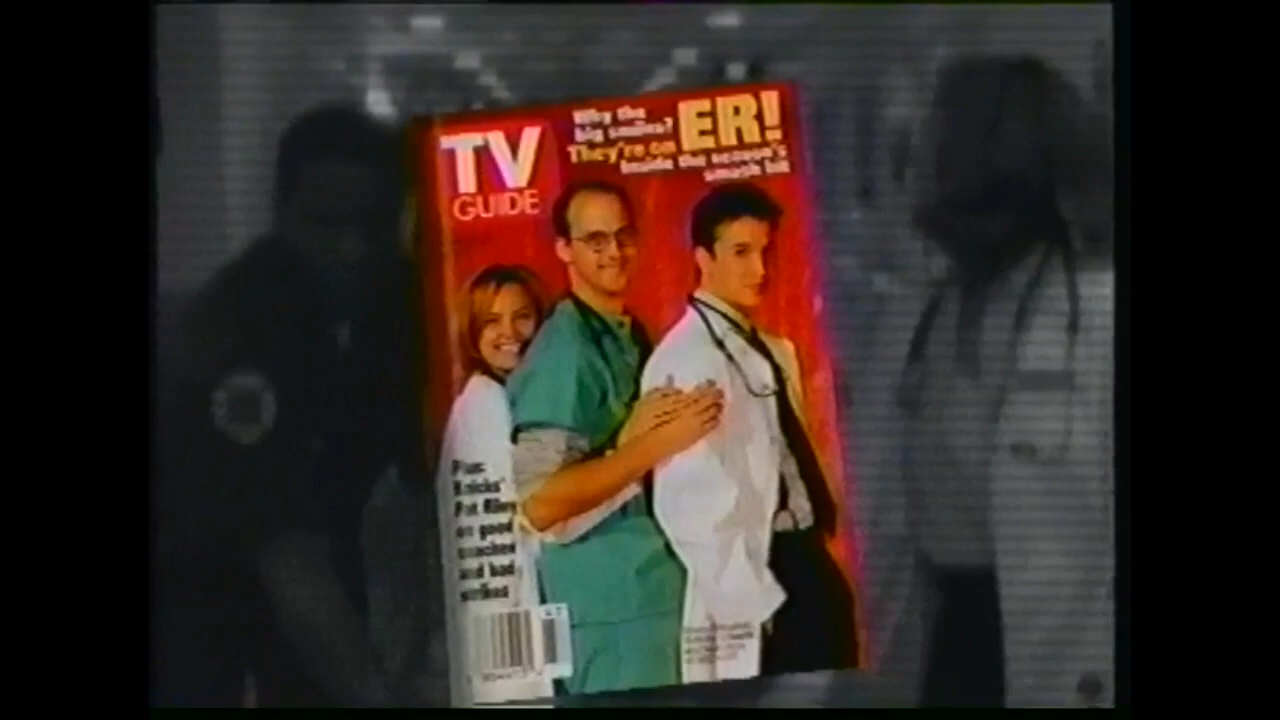 TV
GUIDE
Why the
big smiles?
They're on
ER!
Inside the season's
smash hit
Plus:
Knicks'
Pat Riley
on good
coaches
and bad
strikes